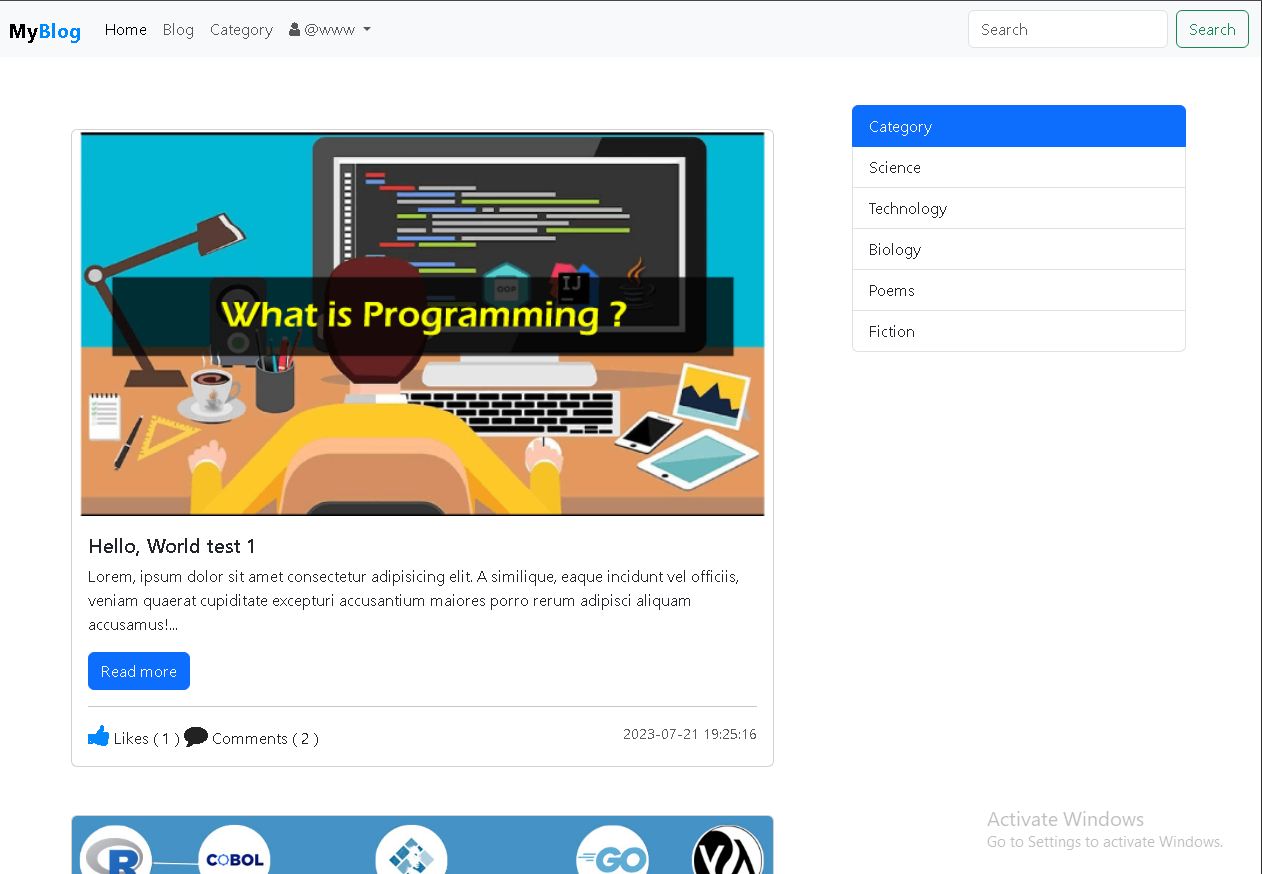 MyBlog Home Blog Category @www Search Search
What is Programming ?
GOP
IJ
Hello, World test 1
Lorem, ipsum dolor sit amet consectetur adipisicing elit. A similique, eaque incidunt vel officiis,
veniam quaerat cupiditate excepturi accusantium maiores porro rerum adipisci aliquam
accusamus!...
Read more
Likes ( 1 ) Comments ( 2 ) 2023-07-21 19:25:16
Category
Science
Technology
Biology
Poems
Fiction
R COBOL GO
Activate Windows
Go to Settings to activate Windows.